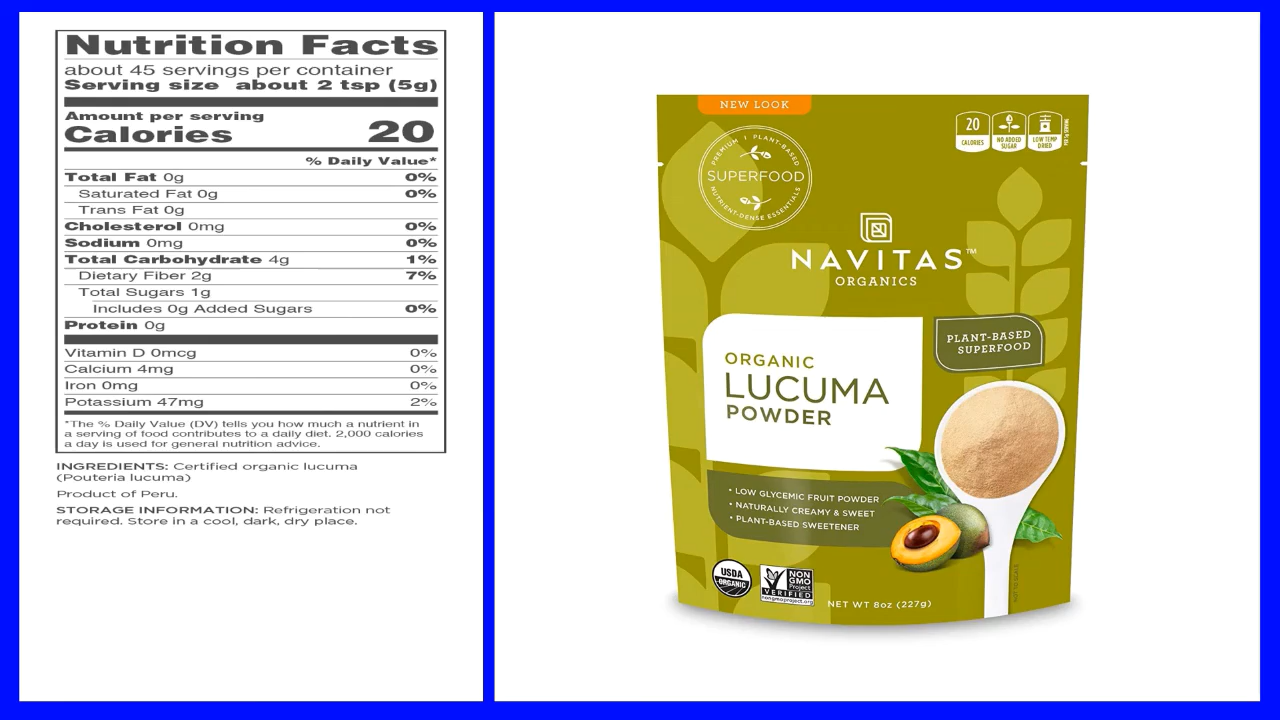 Nutrition Facts
about 45 servings per container
Serving size about 2 tsp (5g)
Amount per serving
Calories 20
% Daily Value*
Total Fat 0g 0%
Saturated Fat 0g 0%
Trans Fat 0g
Cholesterol 0mg 0%
Sodium 0mg 0%
Total Carbohydrate 4g 1%
Dietary Fiber 2g 7%
Total Sugars 1g
Includes 0g Added Sugars 0%
Protein 0g
Vitamin D 0mcg 0%
Calcium 4mg 0%
Iron 0mg 0%
Potassium 47mg 2%
*The % Daily Value (DV) tells you how much a nutrient in
a serving of food contributes to a daily diet. 2,000 calories
a day is used for general nutrition advice.
INGREDIENTS: Certified organic lucuma
(Pouteria lucuma)
Product of Peru.
STORAGE INFORMATION: Refrigeration not
required. Store in a cool, dark, dry place.
NEW LOOK
PREMIUM | PLANT-BASED
SUPERFOOD
NUTRIENT-DENSE ESSENTIALS
20
CALORIES
NO ADDED
SUGAR
LOW TEMP
DRIED
NAVITAS™
ORGANICS
PLANT-BASED
SUPERFOOD
ORGANIC
LUCUMA
POWDER
• LOW GLYCEMIC FRUIT POWDER
• NATURALLY CREAMY & SWEET
• PLANT-BASED SWEETENER
USDA
ORGANIC
NON
GMO
Project
VERIFIED
nongmoproject.org
NET WT 8oz (227g)
NOT TO SCALE